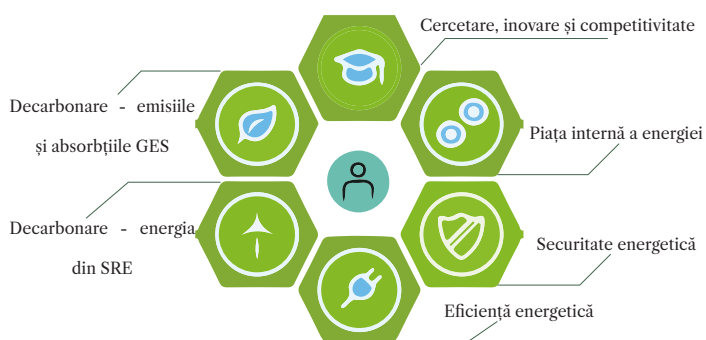 Cercetare, inovare și competitivitate
Decarbonare - emisiile
și absorbțiile GES
Piața internă a energiei
Decarbonare - energia
din SRE
Securitate energetică
Eficiență energetică